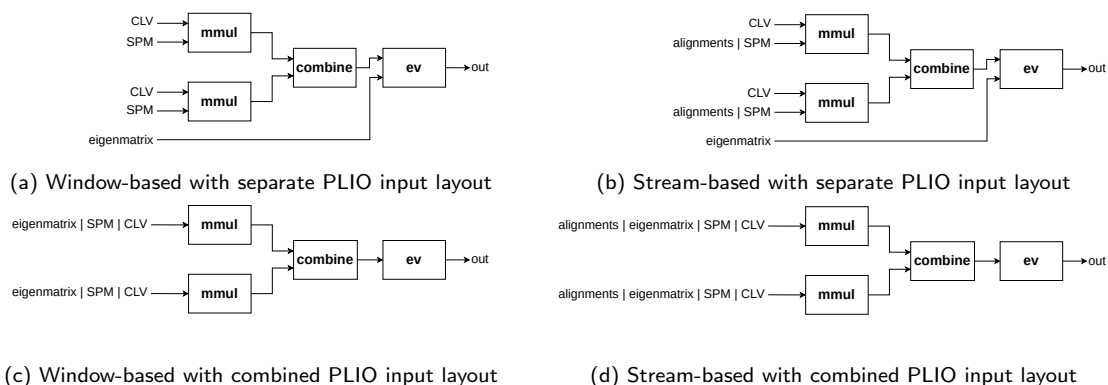 CLV
SPM
mmul
combine
ev
out
CLV
SPM
mmul
eigenmatrix
(a) Window-based with separate PLIO input layout
CLV
alignments | SPM
mmul
combine
ev
out
CLV
alignments | SPM
mmul
eigenmatrix
(b) Stream-based with separate PLIO input layout
eigenmatrix | SPM | CLV
mmul
combine
ev
out
eigenmatrix | SPM | CLV
mmul
(c) Window-based with combined PLIO input layout
alignments | eigenmatrix | SPM | CLV
mmul
combine
ev
out
alignments | eigenmatrix | SPM | CLV
mmul
(d) Stream-based with combined PLIO input layout